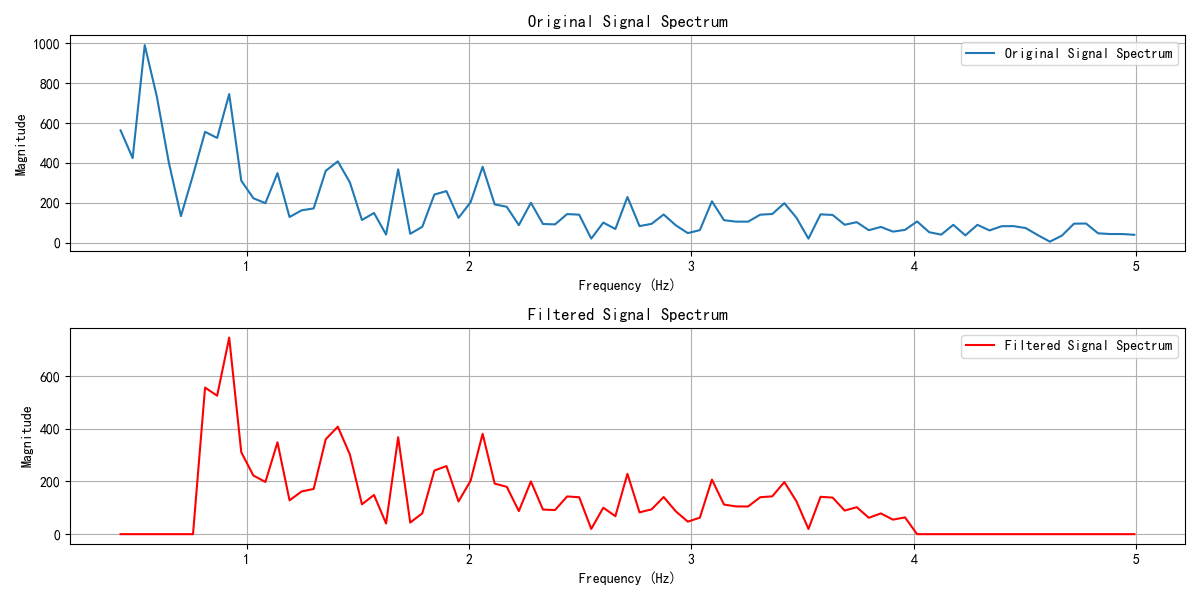 Original Signal Spectrum
Original Signal Spectrum
1000
800
600
400
200
0
Magnitude
1 2 3 4 5
Frequency (Hz)
Filtered Signal Spectrum
Filtered Signal Spectrum
600
400
200
0
Magnitude
1 2 3 4 5
Frequency (Hz)